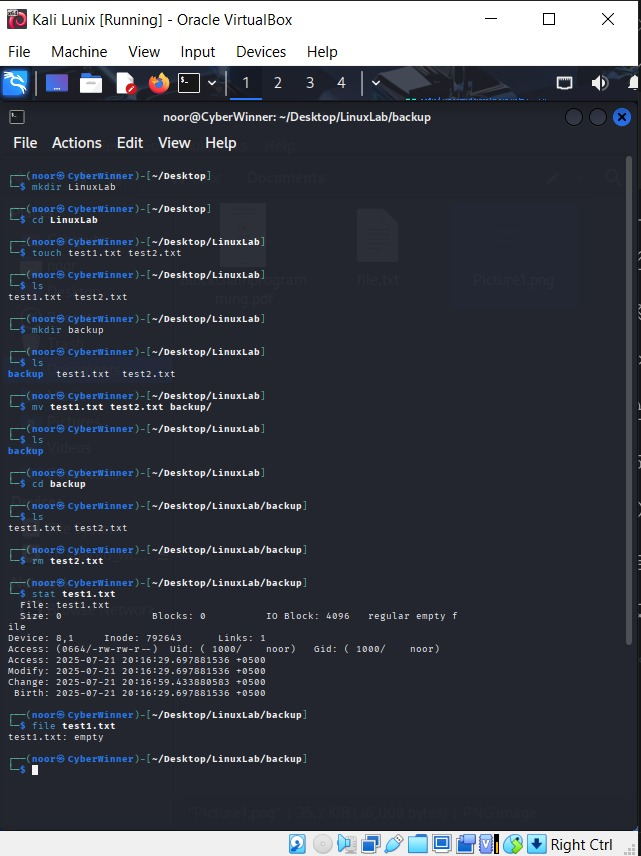 Kali Lunix [Running] - Oracle VirtualBox
File Machine View Input Devices Help
1 2 3 4
noor@CyberWinner: ~/Desktop/LinuxLab/backup
File Actions Edit View Help
┌──(noor㉿CyberWinner)-[~/Desktop]
└─$ mkdir LinuxLab
┌──(noor㉿CyberWinner)-[~/Desktop]
└─$ cd LinuxLab
┌──(noor㉿CyberWinner)-[~/Desktop/LinuxLab]
└─$ touch test1.txt test2.txt
┌──(noor㉿CyberWinner)-[~/Desktop/LinuxLab]
└─$ ls
test1.txt  test2.txt
┌──(noor㉿CyberWinner)-[~/Desktop/LinuxLab]
└─$ mkdir backup
┌──(noor㉿CyberWinner)-[~/Desktop/LinuxLab]
└─$ ls
backup  test1.txt  test2.txt
┌──(noor㉿CyberWinner)-[~/Desktop/LinuxLab]
└─$ mv test1.txt test2.txt backup/
┌──(noor㉿CyberWinner)-[~/Desktop/LinuxLab]
└─$ ls
backup
┌──(noor㉿CyberWinner)-[~/Desktop/LinuxLab]
└─$ cd backup
┌──(noor㉿CyberWinner)-[~/Desktop/LinuxLab/backup]
└─$ ls
test1.txt  test2.txt
┌──(noor㉿CyberWinner)-[~/Desktop/LinuxLab/backup]
└─$ rm test2.txt
┌──(noor㉿CyberWinner)-[~/Desktop/LinuxLab/backup]
└─$ stat test1.txt
  File: test1.txt
  Size: 0               Blocks: 0          IO Block: 4096   regular empty f
ile
Device: 8,1     Inode: 792643      Links: 1
Access: (0664/-rw-rw-r--)  Uid: ( 1000/    noor)   Gid: ( 1000/    noor)
Access: 2025-07-21 20:16:29.697881536 +0500
Modify: 2025-07-21 20:16:29.697881536 +0500
Change: 2025-07-21 20:16:59.433880583 +0500
 Birth: 2025-07-21 20:16:29.697881536 +0500
┌──(noor㉿CyberWinner)-[~/Desktop/LinuxLab/backup]
└─$ file test1.txt
test1.txt: empty
┌──(noor㉿CyberWinner)-[~/Desktop/LinuxLab/backup]
└─$
Documents
file.txt
Picture1.png
Videos
Right Ctrl